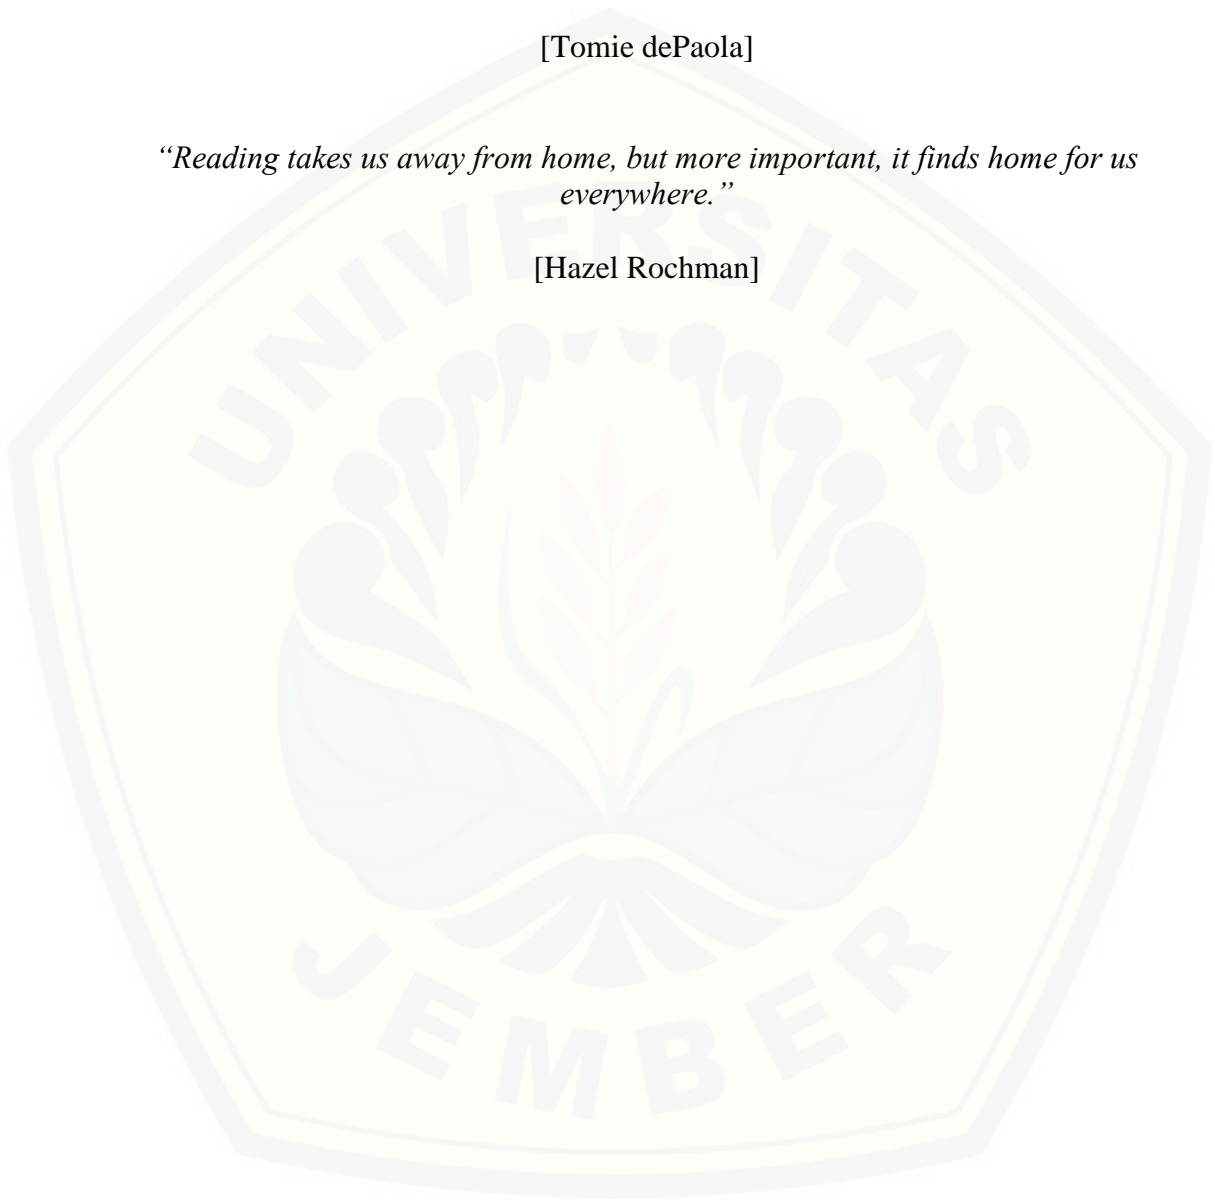 [Tomie dePaola]
“Reading takes us away from home, but more important, it finds home for us
everywhere.”
[Hazel Rochman]
UNIVERSITAS
JEMBER